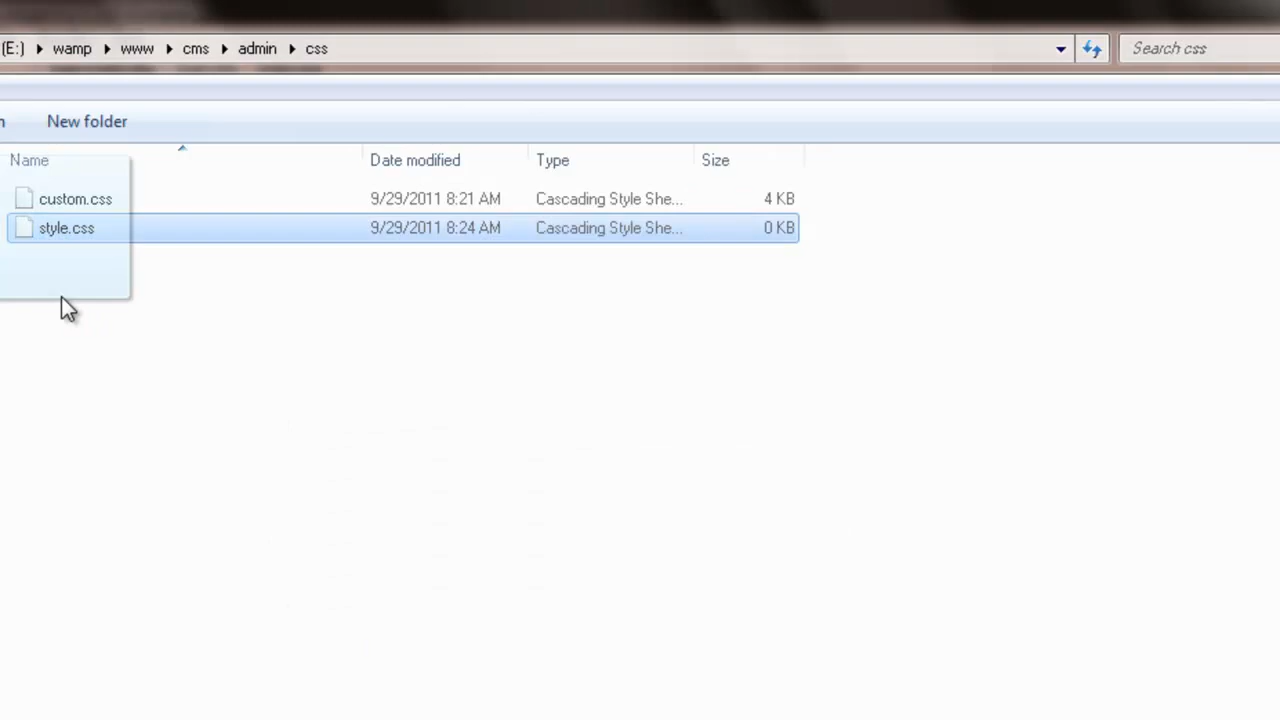 (E:) wamp www cms admin css Search css
n New folder
Name Date modified Type Size
custom.css 9/29/2011 8:21 AM Cascading Style She... 4 KB
style.css 9/29/2011 8:24 AM Cascading Style She... 0 KB